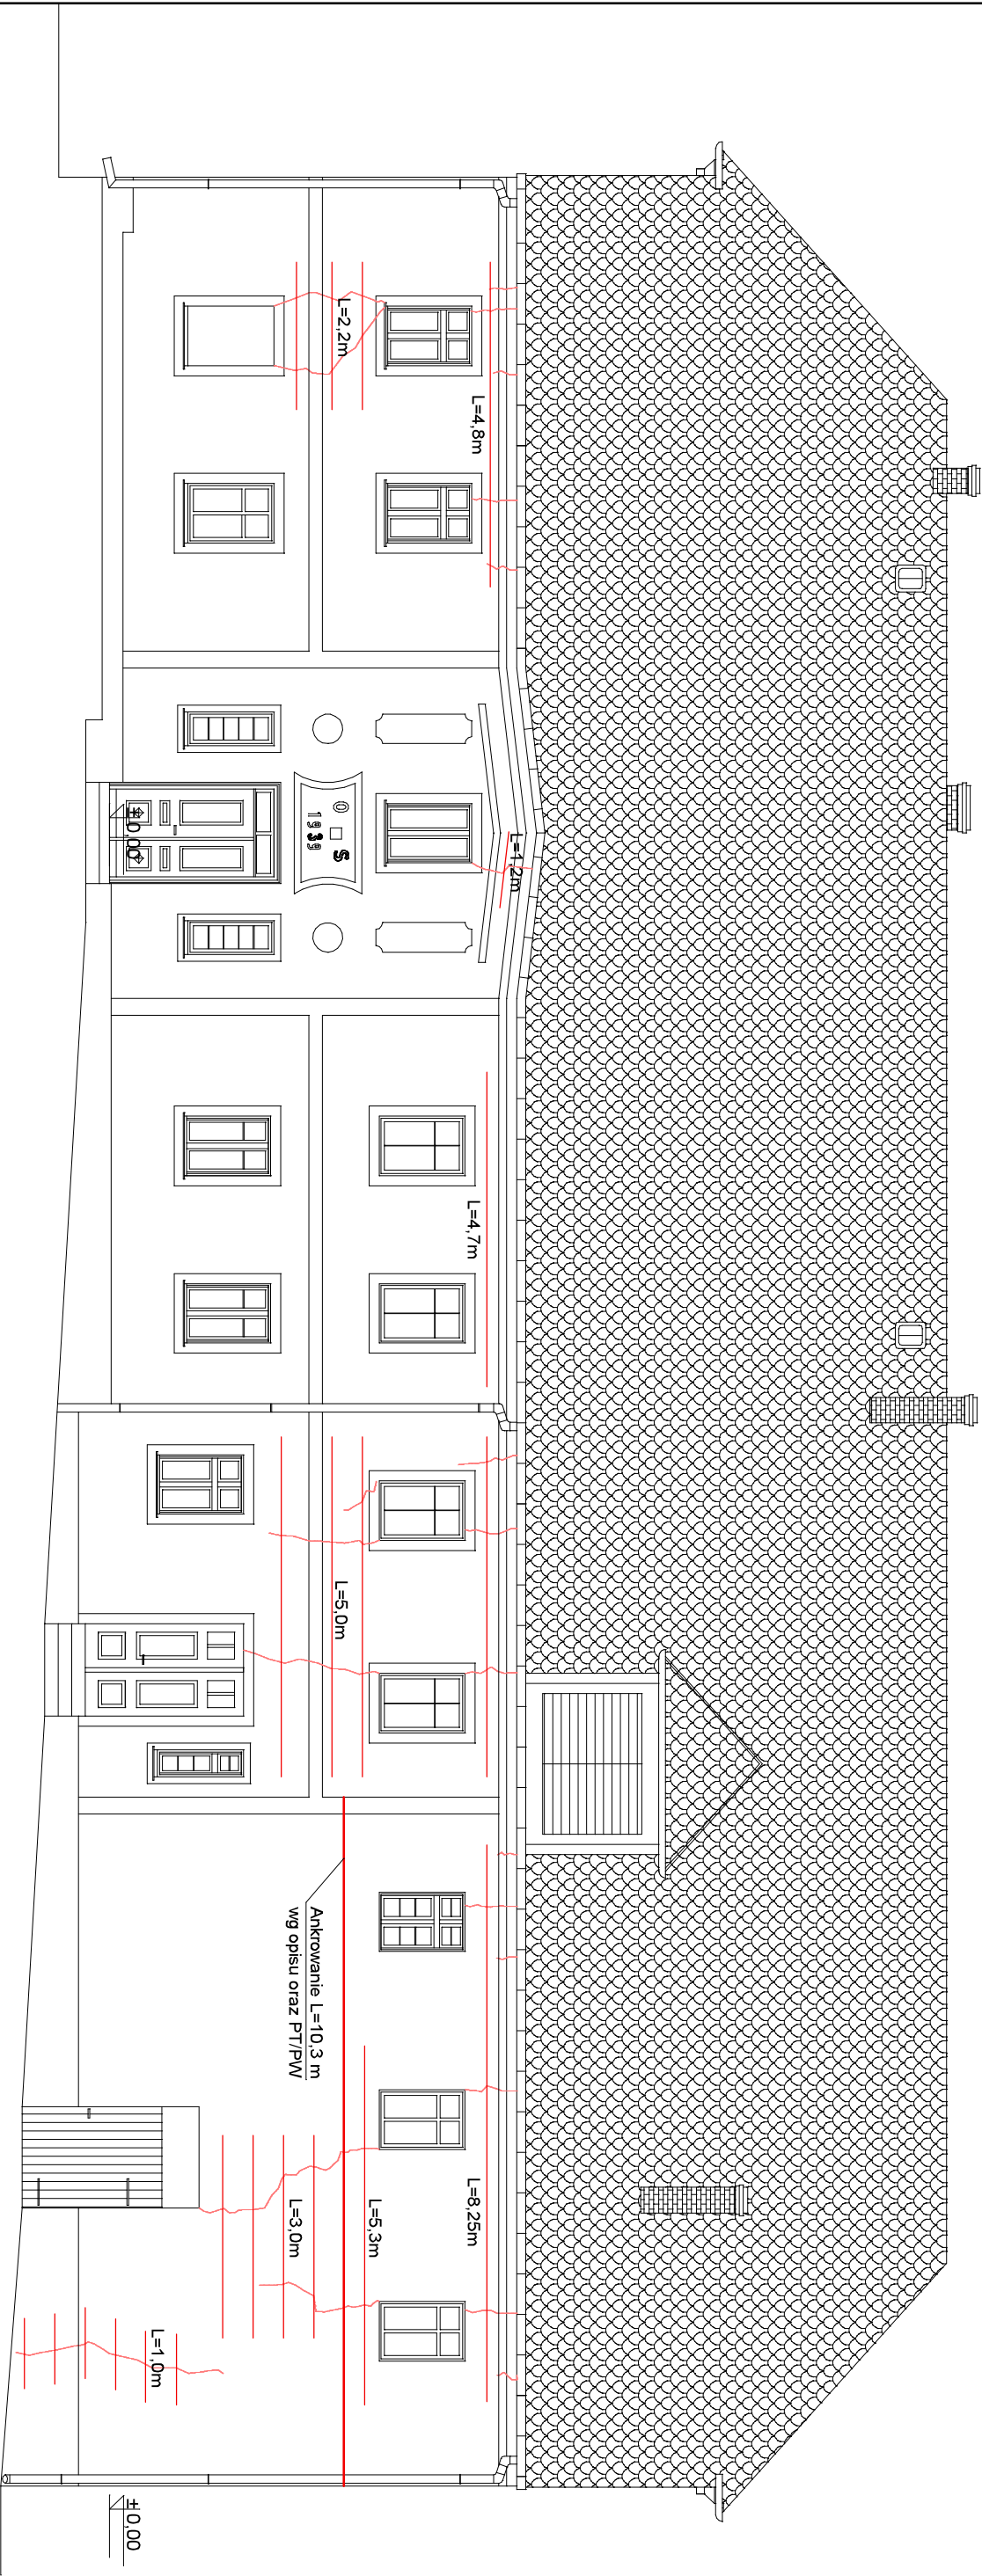 L=2,2m
L=4,8m
L=1,2m
O S
1939
±0,00
L=4,7m
L=5,0m
Ankrowanie L=10,3 m
wg opisu oraz PT/PW
L=8,25m
L=5,3m
L=3,0m
L=1,0m
±0,00